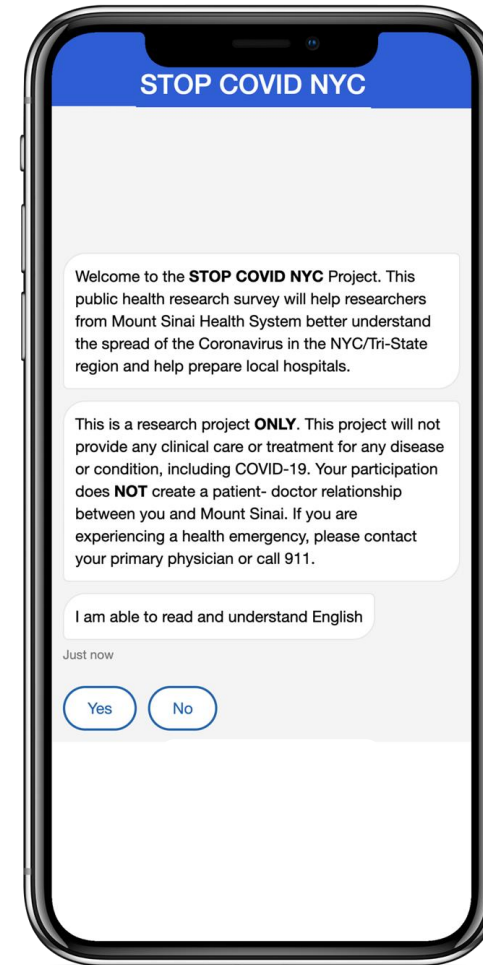 STOP COVID NYC
Welcome to the STOP COVID NYC Project. This
public health research survey will help researchers
from Mount Sinai Health System better understand
the spread of the Coronavirus in the NYC/Tri-State
region and help prepare local hospitals.
This is a research project ONLY. This project will not
provide any clinical care or treatment for any disease
or condition, including COVID-19. Your participation
does NOT create a patient- doctor relationship
between you and Mount Sinai. If you are
experiencing a health emergency, please contact
your primary physician or call 911.
I am able to read and understand English
Just now
Yes No